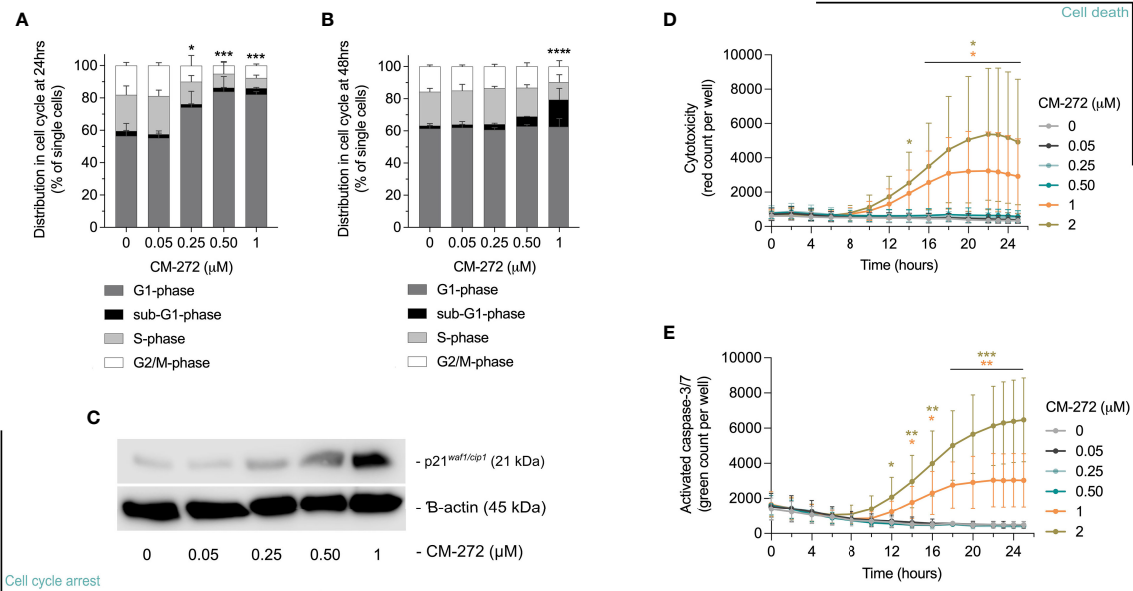 A
Distribution in cell cycle at 24hrs
(% of single cells)
100
80
60
40
20
0
* *** ***
0 0.05 0.25 0.50 1
CM-272 (µM)
G1-phase
sub-G1-phase
S-phase
G2/M-phase
B
Distribution in cell cycle at 48hrs
(% of single cells)
100
80
60
40
20
0
****
0 0.05 0.25 0.50 1
CM-272 (µM)
G1-phase
sub-G1-phase
S-phase
G2/M-phase
C
- p21waf1/cip1 (21 kDa)
- Ɓ-actin (45 kDa)
0 0.05 0.25 0.50 1 - CM-272 (µM)
Cell cycle arrest
Cell death
D
Cytotoxicity
(red count per well)
10000
8000
6000
4000
2000
0
*
*
*
0 4 8 12 16 20 24
Time (hours)
CM-272 (µM)
0
0.05
0.25
0.50
1
2
E
Activated caspase-3/7
(green count per well)
10000
8000
6000
4000
2000
0
*
**
*
**
*
***
**
0 4 8 12 16 20 24
Time (hours)
CM-272 (µM)
0
0.05
0.25
0.50
1
2